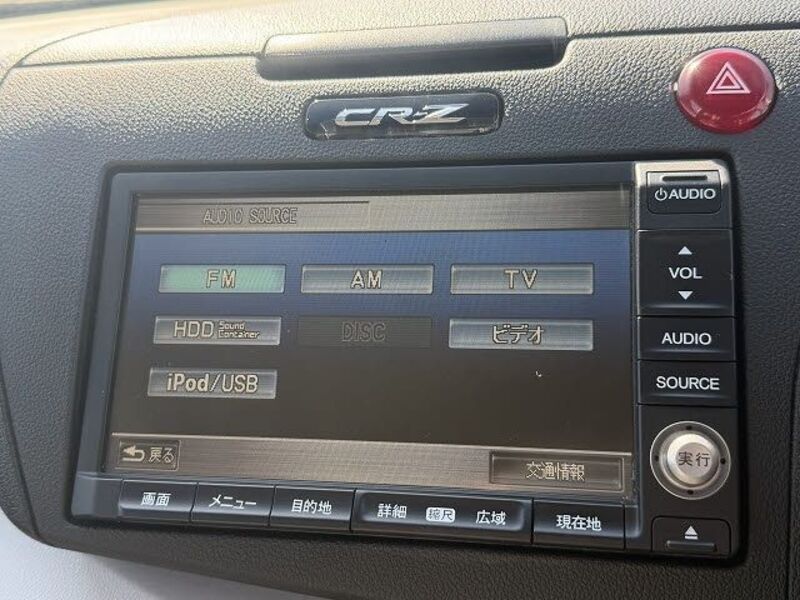 CR-Z
AUDIO
AUDIO SOURCE
FM AM TV
VOL
HDD Sound Container DISC ビデオ
AUDIO
iPod/USB
SOURCE
戻る 交通情報
実行
画面 メニュー 目的地 詳細 縮尺 広域 現在地